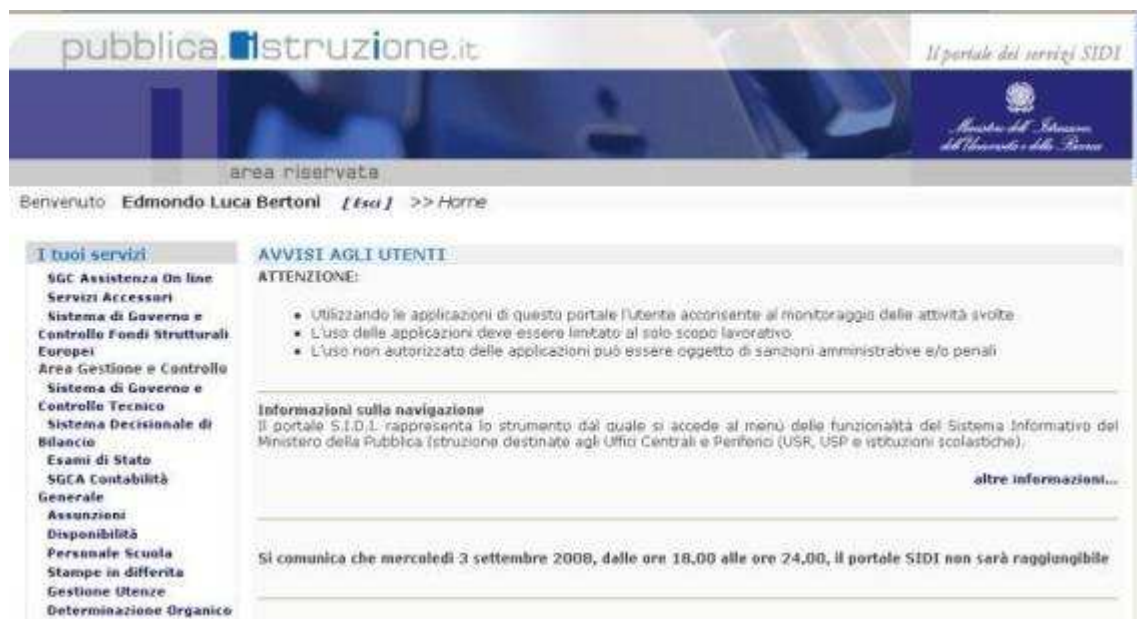 pubblica.istruzione.it
Il portale dei servizi SIDI
Ministero dell'Istruzione
dell'Università e della Ricerca
area riservata
Benvenuto Edmondo Luca Bertoni [Esci] >> Home
I tuoi servizi
SGC Assistenza On line
Servizi Accessori
Sistema di Governo e
Controllo Fondi Strutturali
Europei
Area Gestione e Controllo
Sistema di Governo e
Controllo Tecnico
Sistema Decisionale di
Bilancio
Esami di Stato
SGCA Contabilità
Generale
Assunzioni
Disponibilità
Personale Scuola
Stampe in differita
Gestione Utenze
Determinazione Organico
AVVISI AGLI UTENTI
ATTENZIONE:
• Utilizzando le applicazioni di questo portale l'utente acconsente al monitoraggio delle attività svolte
• L'uso delle applicazioni deve essere limitato al solo scopo lavorativo
• L'uso non autorizzato delle applicazioni può essere oggetto di sanzioni amministrative e/o penali
Informazioni sulla navigazione
Il portale S.I.D.I. rappresenta lo strumento dal quale si accede al menù delle funzionalità del Sistema Informativo del
Ministero della Pubblica Istruzione destinate agli Uffici Centrali e Periferici (USR, USP e istituzioni scolastiche).
altre informazioni...
Si comunica che mercoledì 3 settembre 2008, dalle ore 18,00 alle ore 24,00, il portale SIDI non sarà raggiungibile